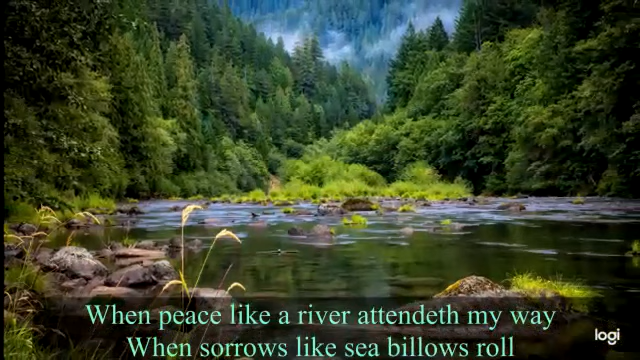 When peace like a river attendeth my way
When sorrows like sea billows roll
logi